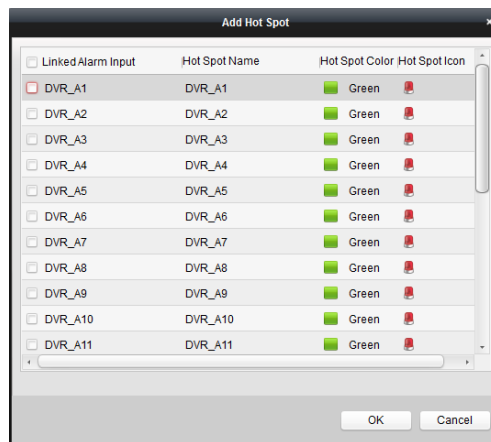 Add Hot Spot
Linked Alarm Input Hot Spot Name Hot Spot Color Hot Spot Icon
DVR_A1 DVR_A1 Green
DVR_A2 DVR_A2 Green
DVR_A3 DVR_A3 Green
DVR_A4 DVR_A4 Green
DVR_A5 DVR_A5 Green
DVR_A6 DVR_A6 Green
DVR_A7 DVR_A7 Green
DVR_A8 DVR_A8 Green
DVR_A9 DVR_A9 Green
DVR_A10 DVR_A10 Green
DVR_A11 DVR_A11 Green
OK Cancel